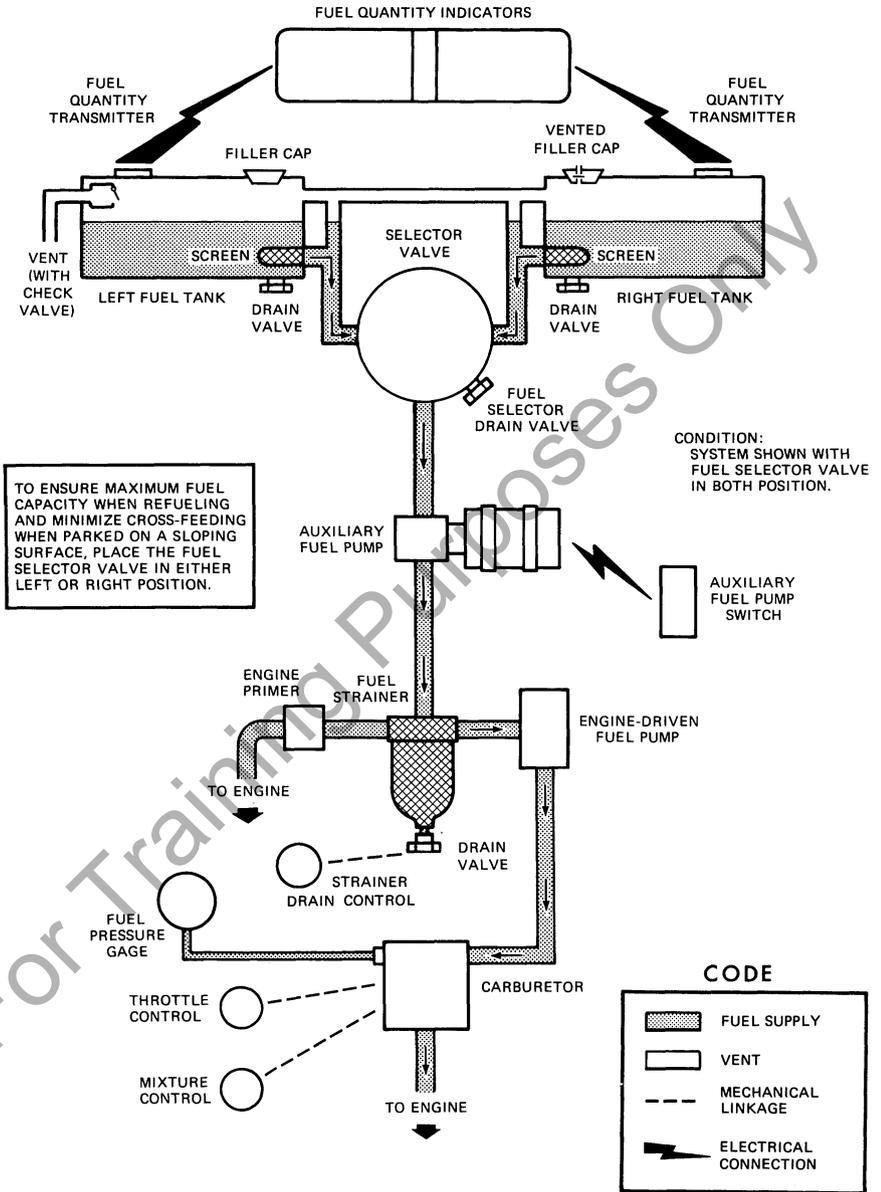 FUEL QUANTITY INDICATORS
FUEL
QUANTITY
TRANSMITTER
FUEL
QUANTITY
TRANSMITTER
FILLER CAP
VENTED
FILLER CAP
VENT
(WITH
CHECK
VALVE)
SCREEN
SELECTOR
VALVE
SCREEN
LEFT FUEL TANK
DRAIN
VALVE
DRAIN
VALVE
RIGHT FUEL TANK
FUEL
SELECTOR
DRAIN VALVE
CONDITION:
SYSTEM SHOWN WITH
FUEL SELECTOR VALVE
IN BOTH POSITION.
TO ENSURE MAXIMUM FUEL
CAPACITY WHEN REFUELING
AND MINIMIZE CROSS-FEEDING
WHEN PARKED ON A SLOPING
SURFACE, PLACE THE FUEL
SELECTOR VALVE IN EITHER
LEFT OR RIGHT POSITION.
AUXILIARY
FUEL PUMP
AUXILIARY
FUEL PUMP
SWITCH
ENGINE
PRIMER
FUEL
STRAINER
ENGINE-DRIVEN
FUEL PUMP
TO ENGINE
DRAIN
VALVE
STRAINER
DRAIN CONTROL
FUEL
PRESSURE
GAGE
CARBURETOR
THROTTLE
CONTROL
MIXTURE
CONTROL
TO ENGINE
CODE
FUEL SUPPLY
VENT
MECHANICAL
LINKAGE
ELECTRICAL
CONNECTION
For Training Purposes Only